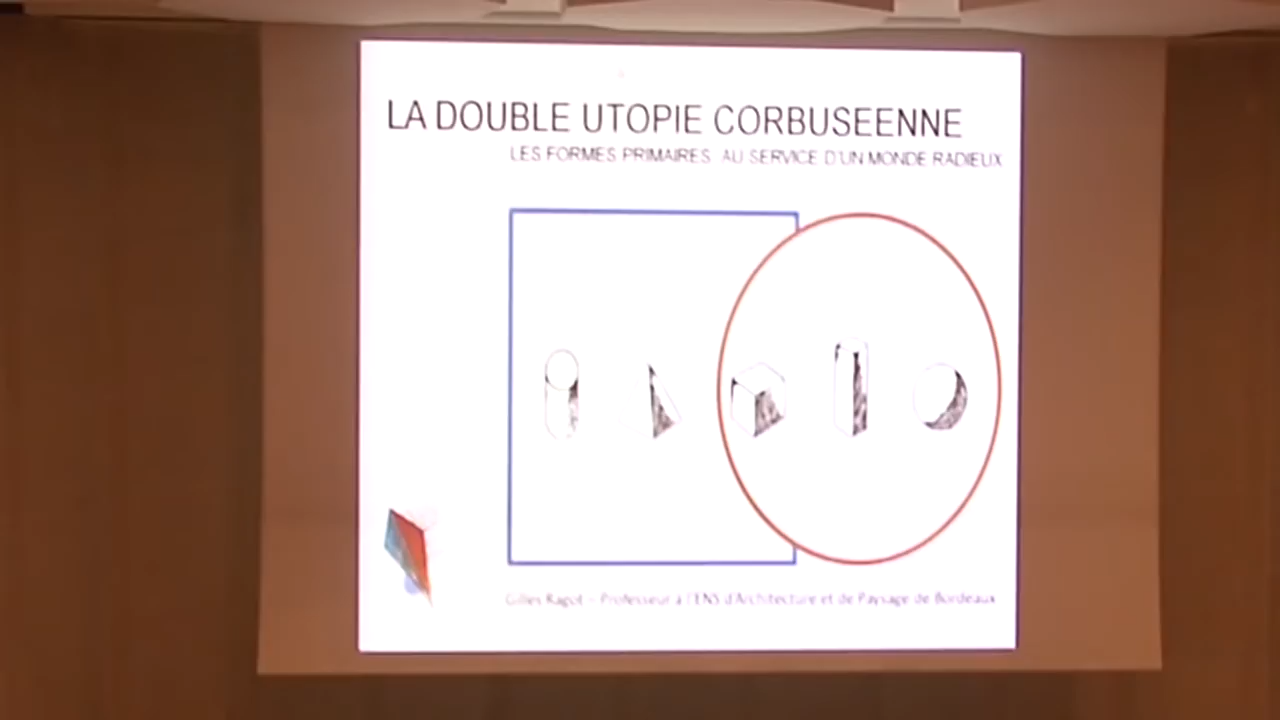 LA DOUBLE UTOPIE CORBUSEENNE
LES FORMES PRIMAIRES AU SERVICE D'UN MONDE RADIEUX
Gilles Ragot – Professeur à l'ENS d'Architecture et de Paysage de Bordeaux